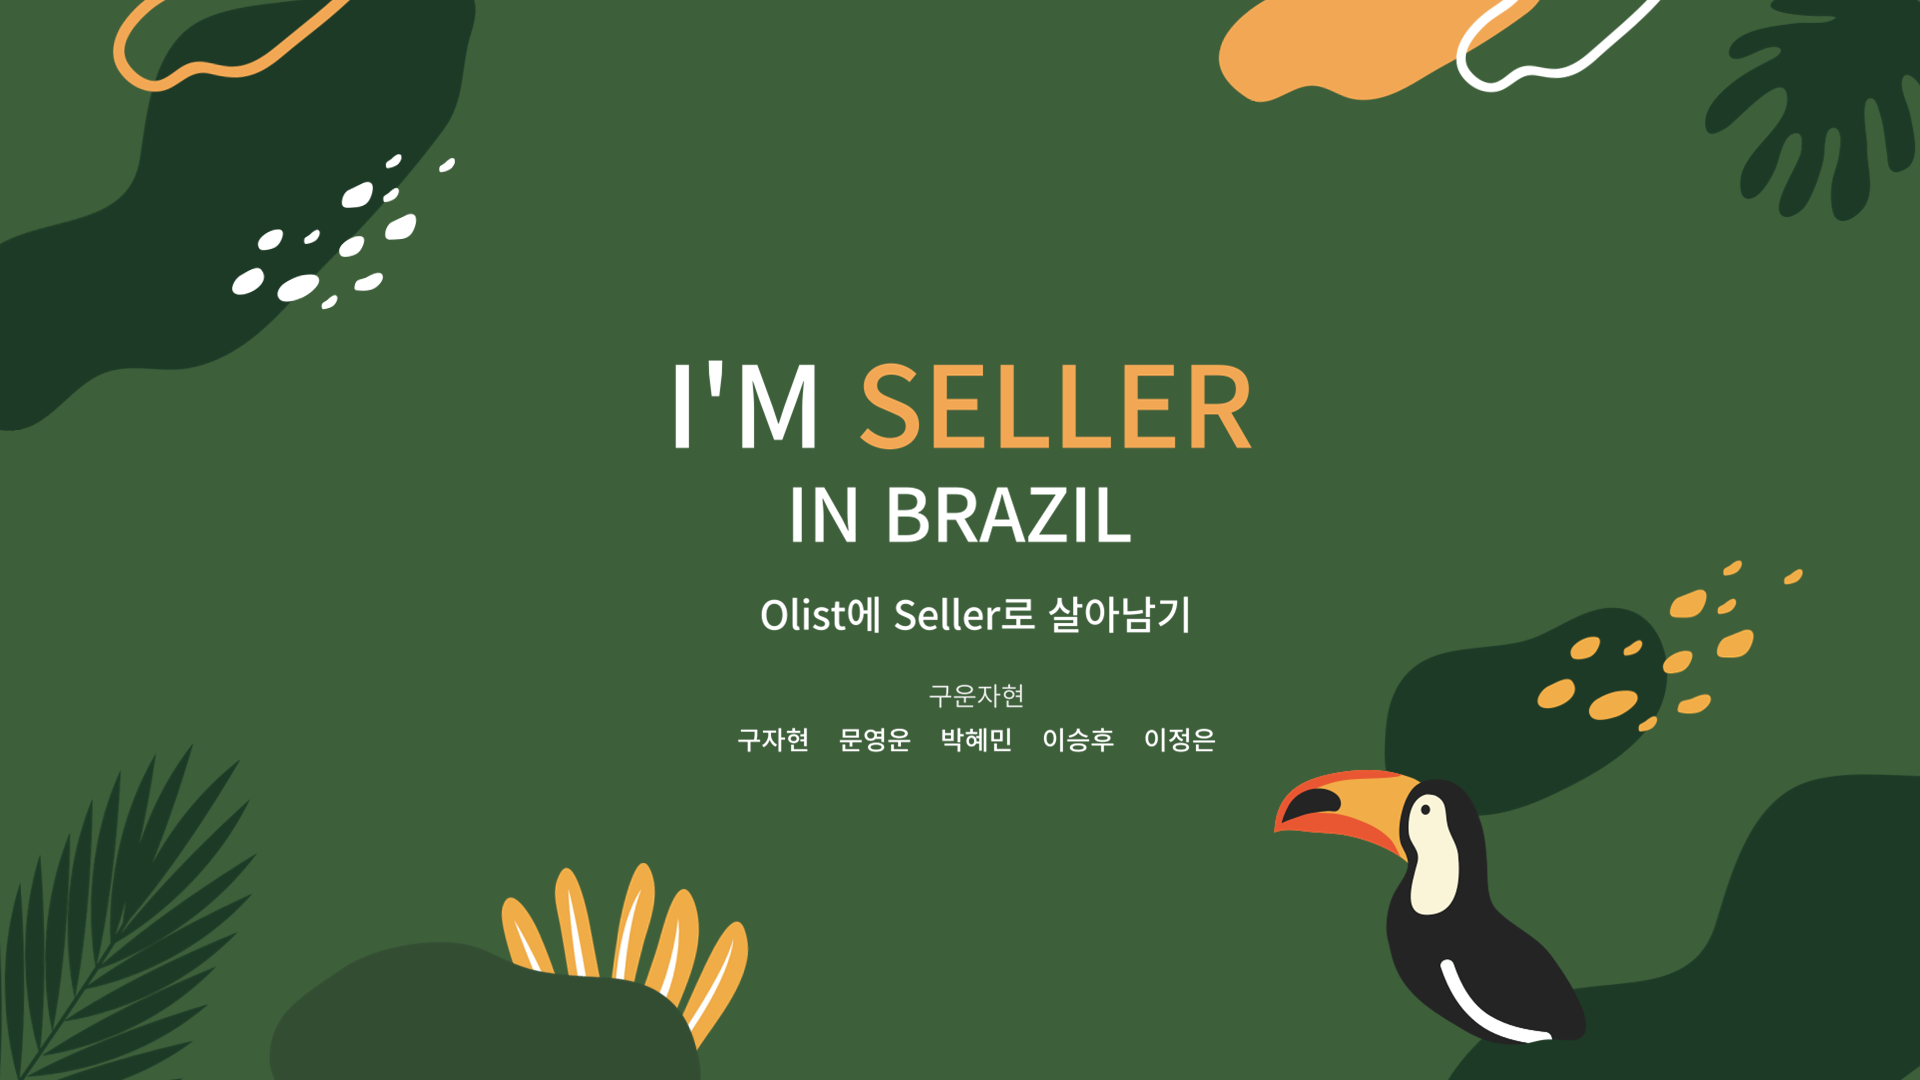 I'M SELLER
IN BRAZIL
Olist에 Seller로 살아남기
구운자현
구자현 문영운 박혜민 이승후 이정은